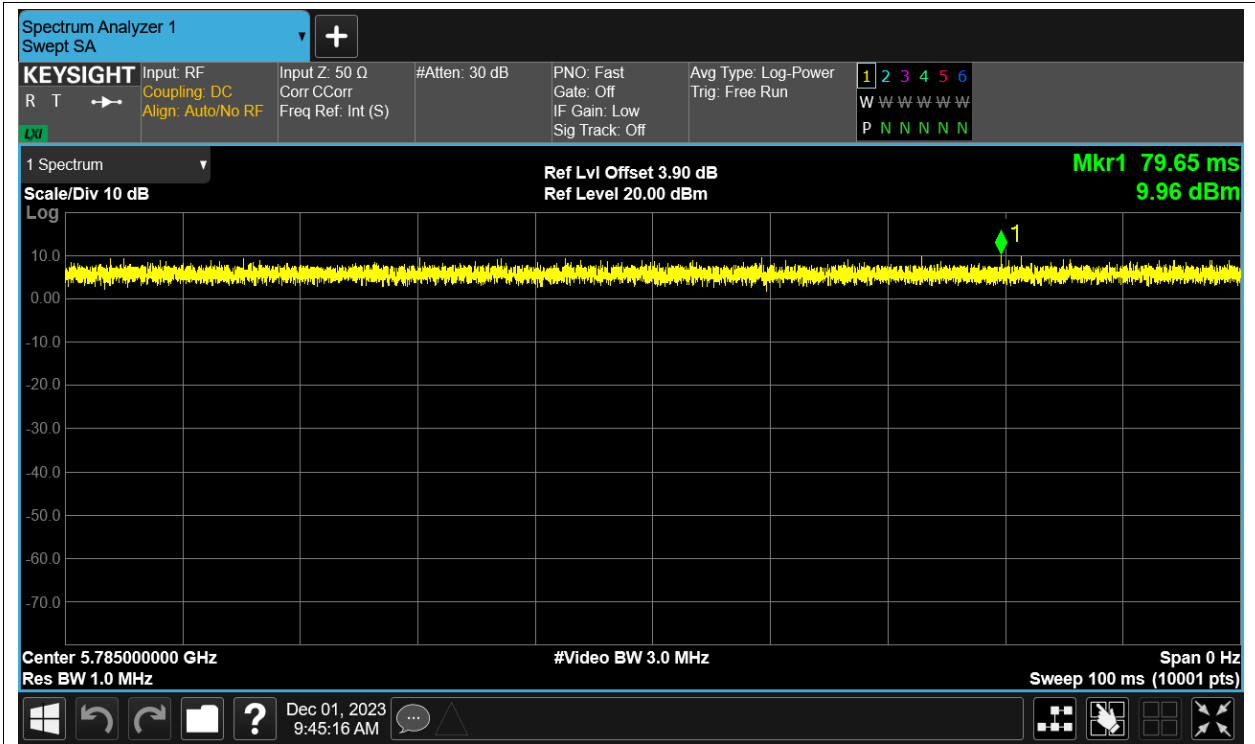 Spectrum Analyzer 1
Swept SA
KEYSIGHT
R T
LXI
Input: RF
Coupling: DC
Align: Auto/No RF
Input Z: 50 Ω
Corr CCorr
Freq Ref: Int (S)
#Atten: 30 dB
PNO: Fast
Gate: Off
IF Gain: Low
Sig Track: Off
Avg Type: Log-Power
Trig: Free Run
1 2 3 4 5 6
W W W W W W
P N N N N N
1 Spectrum
Scale/Div 10 dB
Log
Ref Lvl Offset 3.90 dB
Ref Level 20.00 dBm
Mkr1 79.65 ms
9.96 dBm
1
10.0
0.00
-10.0
-20.0
-30.0
-40.0
-50.0
-60.0
-70.0
Center 5.785000000 GHz
Res BW 1.0 MHz
#Video BW 3.0 MHz
Span 0 Hz
Sweep 100 ms (10001 pts)
?
Dec 01, 2023
9:45:16 AM